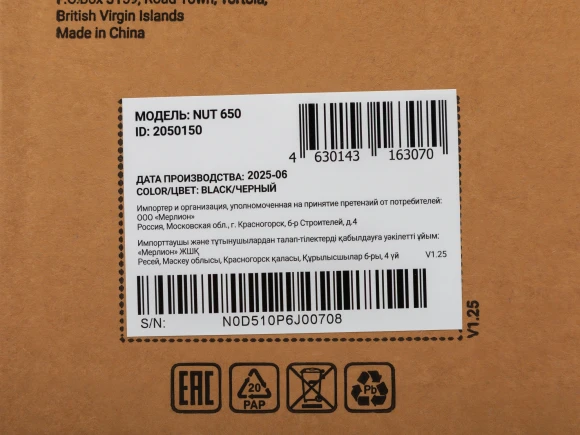 British Virgin Islands
Made in China
МОДЕЛЬ: NUT 650
ID: 2050150
4 630143 163070
ДАТА ПРОИЗВОДСТВА: 2025-06
COLOR/ЦВЕТ: BLACK/ЧЕРНЫЙ
Импортер и организация, уполномоченная на принятие претензий от потребителей:
ООО «Мерлион»
Россия, Московская обл., г. Красногорск, б-р Строителей, д.4
Импорттаушы және тұтынушылардан талап-тілектерді қабылдауға уәкілетті ұйым:
«Мерлион» ЖШҚ
Ресей, Мәскеу облысы, Красногорск қаласы, Құрылысшылар б-ры, 4 үй V1.25
S/N: N0D510P6J00708
V1.25
EAC
20
PAP
Pb